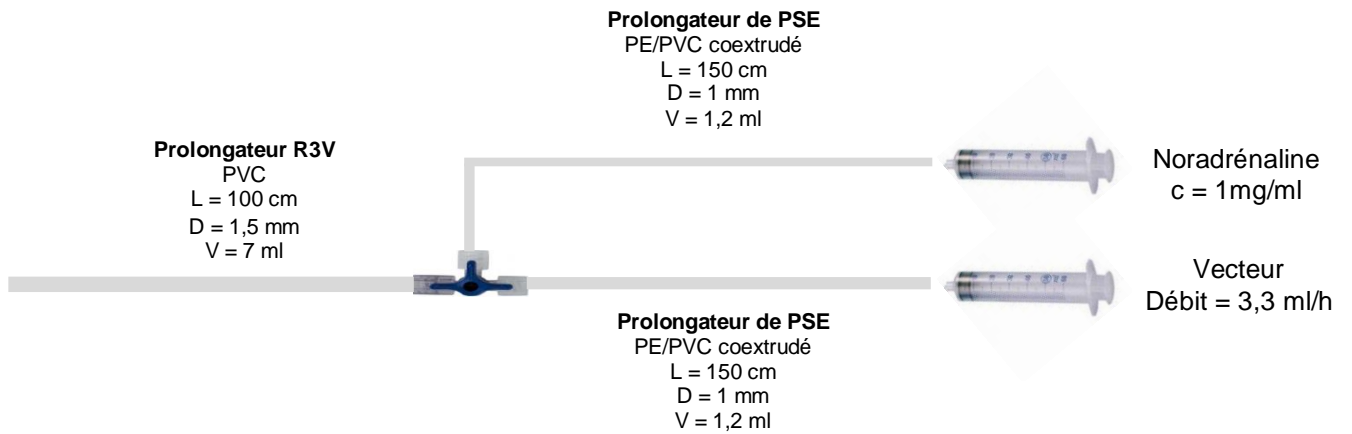 Prolongateur de PSE
PE/PVC coextrudé
L = 150 cm
D = 1 mm
V = 1,2 ml
Prolongateur R3V
PVC
L = 100 cm
D = 1,5 mm
V = 7 ml
Noradrénaline
c = 1mg/ml
Vecteur
Débit = 3,3 ml/h
Prolongateur de PSE
PE/PVC coextrudé
L = 150 cm
D = 1 mm
V = 1,2 ml